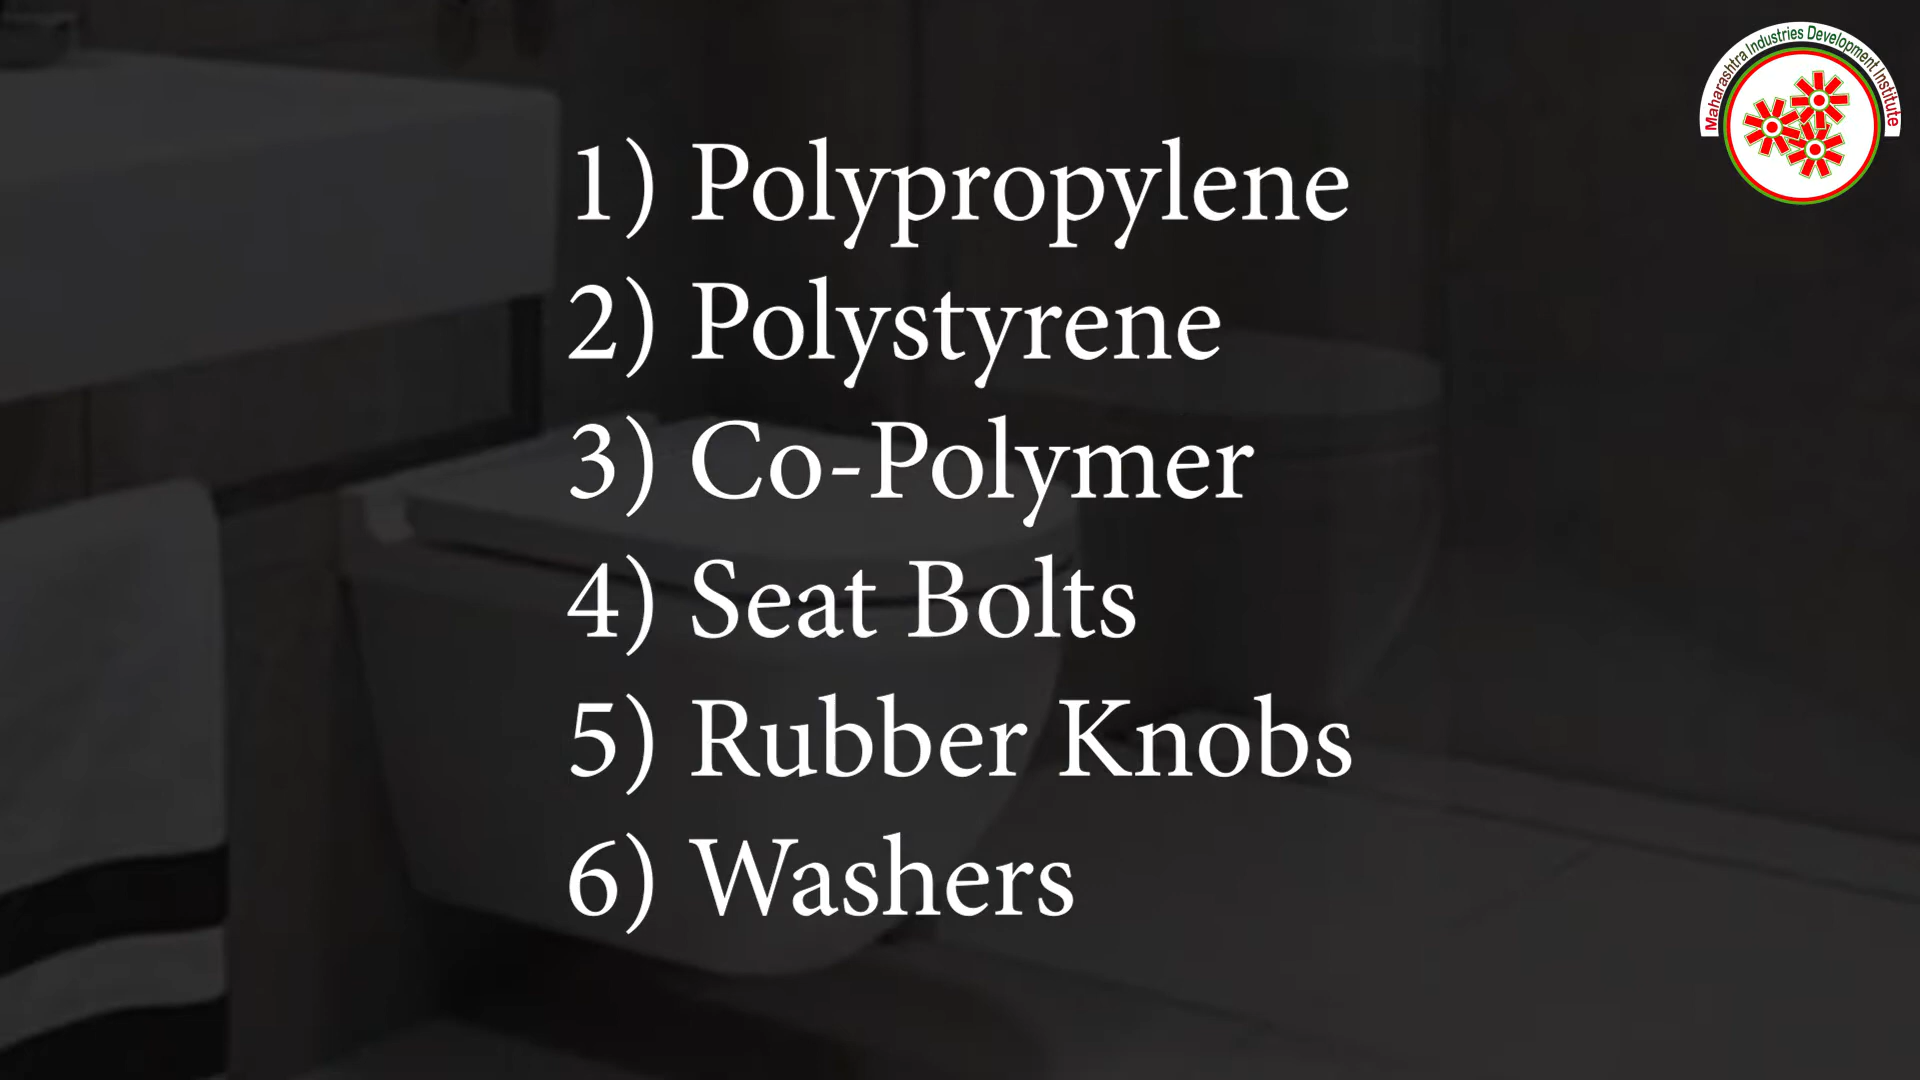 Maharashtra Industries Development Institute
1) Polypropylene
2) Polystyrene
3) Co-Polymer
4) Seat Bolts
5) Rubber Knobs
6) Washers